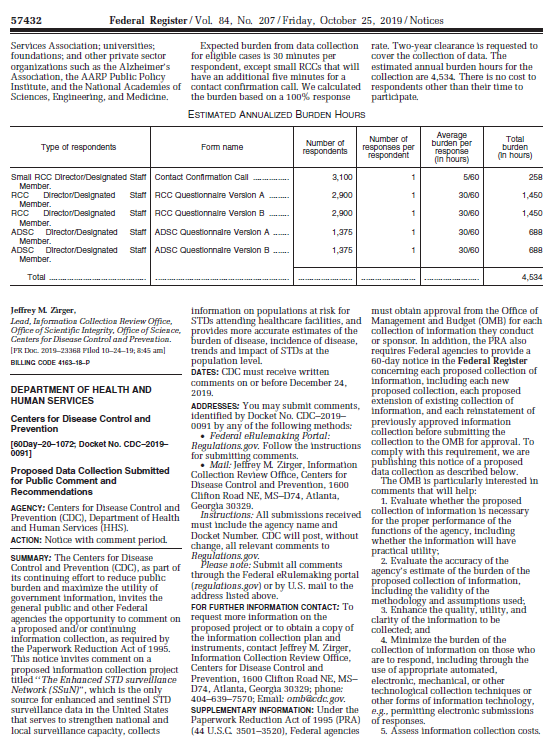 57432
Federal Register / Vol. 84, No. 207 / Friday, October 25, 2019 / Notices
Services Association; universities;
foundations; and other private sector
organizations such as the Alzheimer's
Association, the AARP Public Policy
Institute, and the National Academies of
Sciences, Engineering, and Medicine.
Expected burden from data collection
for eligible cases is 30 minutes per
respondent, except small RCCs that will
have an additional five minutes for a
contact confirmation call. We calculated
the burden based on a 100% response
rate. Two-year clearance is requested to
cover the collection of data. The
estimated annual burden hours for the
collection are 4,534. There is no cost to
respondents other than their time to
participate.
ESTIMATED ANNUALIZED BURDEN HOURS
Type of respondents
Form name
Number of
respondents
Number of
responses per
respondent
Average
burden per
response
(in hours)
Total
burden
(in hours)
Small RCC Director/Designated Staff Member.
Contact Confirmation Call
3,100
1
5/60
258
RCC Director/Designated Staff Member.
RCC Questionnaire Version A
2,900
1
30/60
1,450
RCC Director/Designated Staff Member.
RCC Questionnaire Version B
2,900
1
30/60
1,450
ADSC Director/Designated Staff Member.
ADSC Questionnaire Version A
1,375
1
30/60
688
ADSC Director/Designated Staff Member.
ADSC Questionnaire Version B
1,375
1
30/60
688
Total
4,534
Jeffrey M. Zirger,
Lead, Information Collection Review Office,
Office of Scientific Integrity, Office of Science,
Centers for Disease Control and Prevention.
[FR Doc. 2019–23368 Filed 10–24–19; 8:45 am]
BILLING CODE 4163–18–P
DEPARTMENT OF HEALTH AND
HUMAN SERVICES
Centers for Disease Control and
Prevention
[60Day–20–1072; Docket No. CDC–2019–
0091]
Proposed Data Collection Submitted
for Public Comment and
Recommendations
AGENCY: Centers for Disease Control and
Prevention (CDC), Department of Health
and Human Services (HHS).
ACTION: Notice with comment period.
SUMMARY: The Centers for Disease
Control and Prevention (CDC), as part of
its continuing effort to reduce public
burden and maximize the utility of
government information, invites the
general public and other Federal
agencies the opportunity to comment on
a proposed and/or continuing
information collection, as required by
the Paperwork Reduction Act of 1995.
This notice invites comment on a
proposed information collection project
titled "The Enhanced STD surveillance
Network (SSuN)", which is the only
source for enhanced and sentinel STD
surveillance data in the United States
that serves to strengthen national and
local surveillance capacity, collects
information on populations at risk for
STDs attending healthcare facilities, and
provides more accurate estimates of the
burden of disease, incidence of disease,
trends and impact of STDs at the
population level.
DATES: CDC must receive written
comments on or before December 24,
2019.
ADDRESSES: You may submit comments,
identified by Docket No. CDC–2019–
0091 by any of the following methods:
• Federal eRulemaking Portal:
Regulations.gov. Follow the instructions
for submitting comments.
• Mail: Jeffrey M. Zirger, Information
Collection Review Office, Centers for
Disease Control and Prevention, 1600
Clifton Road NE, MS–D74, Atlanta,
Georgia 30329.
Instructions: All submissions received
must include the agency name and
Docket Number. CDC will post, without
change, all relevant comments to
Regulations.gov.
Please note: Submit all comments
through the Federal eRulemaking portal
(regulations.gov) or by U.S. mail to the
address listed above.
FOR FURTHER INFORMATION CONTACT: To
request more information on the
proposed project or to obtain a copy of
the information collection plan and
instruments, contact Jeffrey M. Zirger,
Information Collection Review Office,
Centers for Disease Control and
Prevention, 1600 Clifton Road NE, MS–
D74, Atlanta, Georgia 30329; phone:
404–639–7570; Email: omb@cdc.gov.
SUPPLEMENTARY INFORMATION: Under the
Paperwork Reduction Act of 1995 (PRA)
(44 U.S.C. 3501–3520), Federal agencies
must obtain approval from the Office of
Management and Budget (OMB) for each
collection of information they conduct
or sponsor. In addition, the PRA also
requires Federal agencies to provide a
60-day notice in the Federal Register
concerning each proposed collection of
information, including each new
proposed collection, each proposed
extension of existing collection of
information, and each reinstatement of
previously approved information
collection before submitting the
collection to the OMB for approval. To
comply with this requirement, we are
publishing this notice of a proposed
data collection as described below.
The OMB is particularly interested in
comments that will help:
1. Evaluate whether the proposed
collection of information is necessary
for the proper performance of the
functions of the agency, including
whether the information will have
practical utility;
2. Evaluate the accuracy of the
agency's estimate of the burden of the
proposed collection of information,
including the validity of the
methodology and assumptions used;
3. Enhance the quality, utility, and
clarity of the information to be
collected; and
4. Minimize the burden of the
collection of information on those who
are to respond, including through the
use of appropriate automated,
electronic, mechanical, or other
technological collection techniques or
other forms of information technology,
e.g., permitting electronic submissions
of responses.
5. Assess information collection costs.